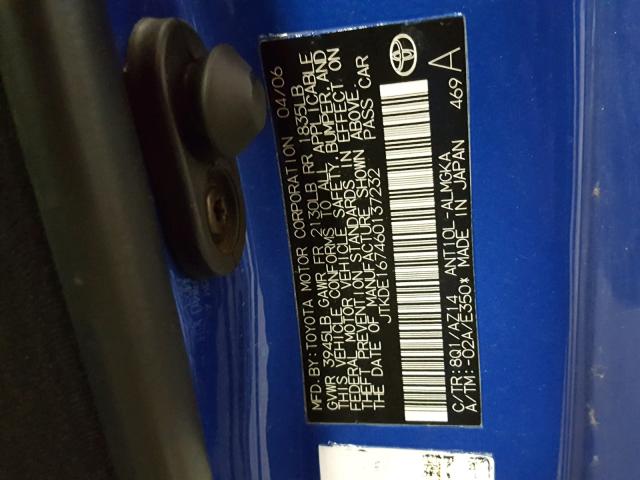 MFD. BY: TOYOTA MOTOR CORPORATION 04/06
GVWR 3945LB GAWR FR 2130LB RR 1835LB
THIS VEHICLE CONFORMS TO ALL APPLICABLE
FEDERAL MOTOR VEHICLE SAFETY, BUMPER, AND
THEFT PREVENTION STANDARDS IN EFFECT ON
THE DATE OF MANUFACTURE SHOWN ABOVE.
JTKDE167460137232 PASS CAR
C/TR: 8Q1/AZ14 ANT110L-ALMGKA
A/TM: -02A/E350* MADE IN JAPAN 469 A